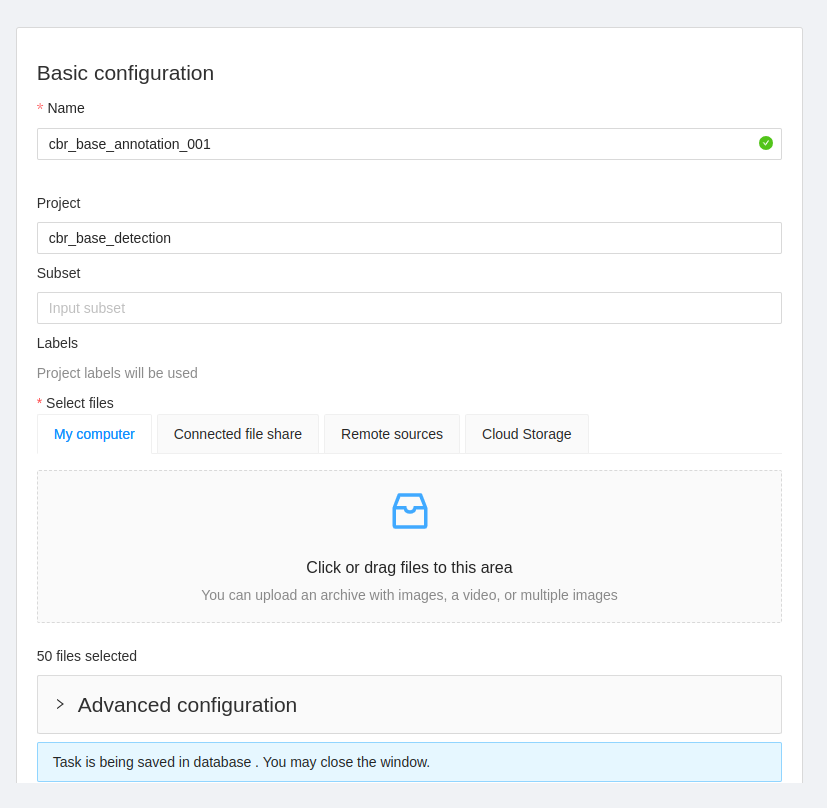 Basic configuration
* Name
cbr_base_annotation_001
Project
cbr_base_detection
Subset
Input subset
Labels
Project labels will be used
* Select files
My computer Connected file share Remote sources Cloud Storage
Click or drag files to this area
You can upload an archive with images, a video, or multiple images
50 files selected
Advanced configuration
Task is being saved in database . You may close the window.